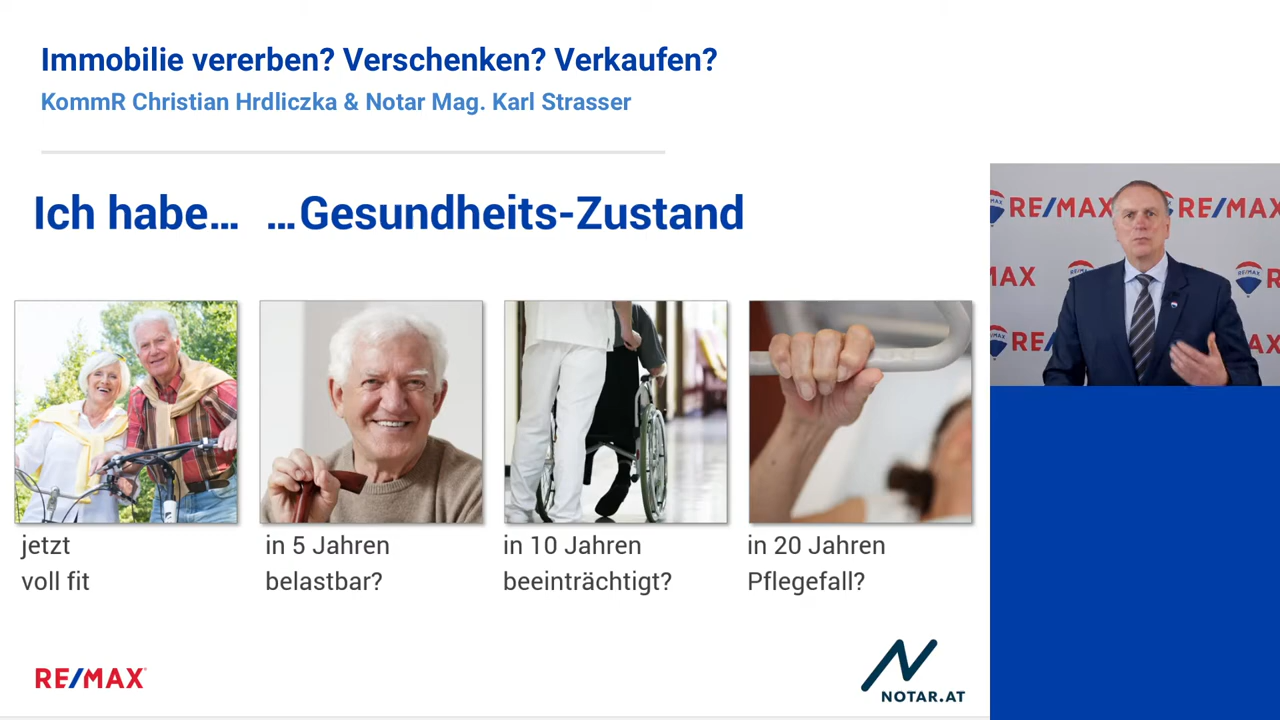 Immobilie vererben? Verschenken? Verkaufen?
KommR Christian Hrdliczka & Notar Mag. Karl Strasser
Ich habe… …Gesundheits-Zustand
jetzt
voll fit
in 5 Jahren
belastbar?
in 10 Jahren
beeinträchtigt?
in 20 Jahren
Pflegefall?
RE/MAX
NOTAR.AT
RE/MAX RE/MAX